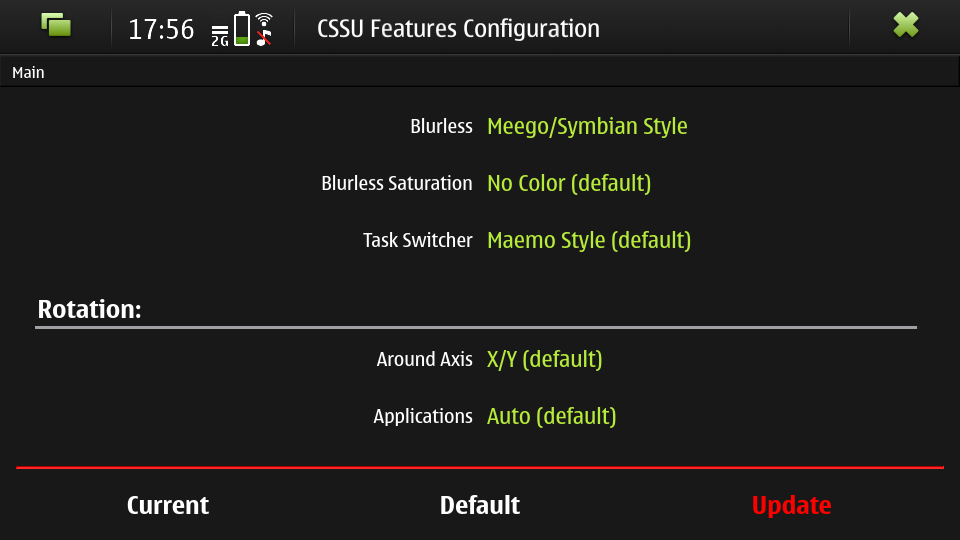 17:56 2G CSSU Features Configuration
Main
Blurless Meego/Symbian Style
Blurless Saturation No Color (default)
Task Switcher Maemo Style (default)
Rotation:
Around Axis X/Y (default)
Applications Auto (default)
Current Default Update